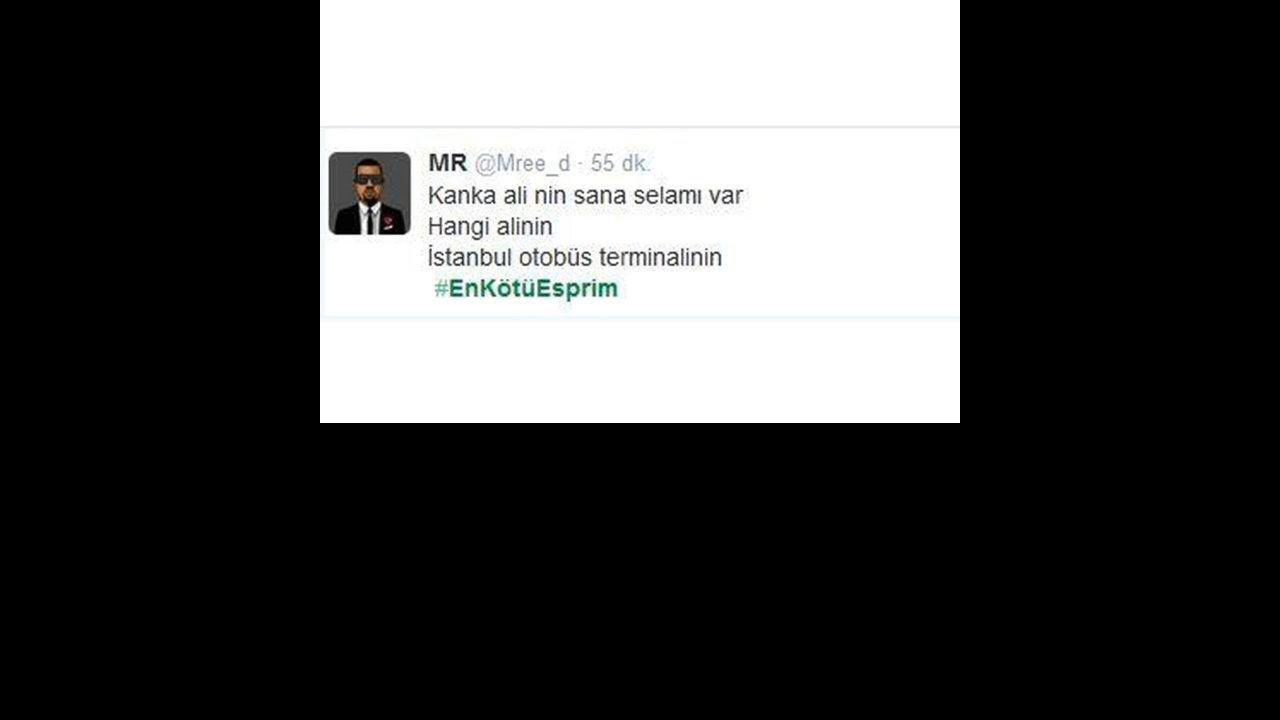 MR @Mree_d · 55 dk.
Kanka ali nin sana selamı var
Hangi alinin
İstanbul otobüs terminalinin
#EnKötüEsprim